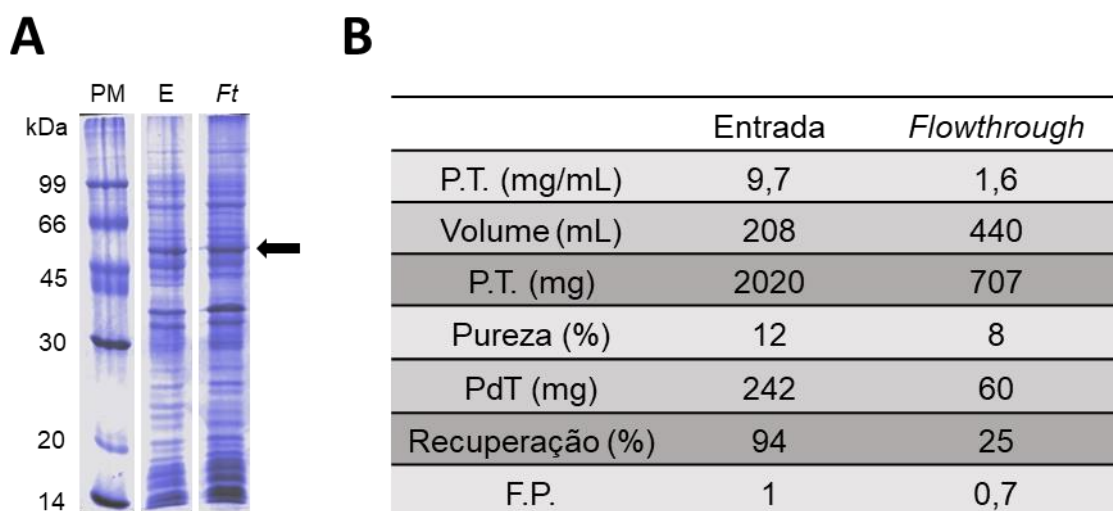 A
B
PM E Ft
kDa
99
66
45
30
20
14
Entrada Flowthrough
P.T. (mg/mL) 9,7 1,6
Volume (mL) 208 440
P.T. (mg) 2020 707
Pureza (%) 12 8
PdT (mg) 242 60
Recuperação (%) 94 25
F.P. 1 0,7